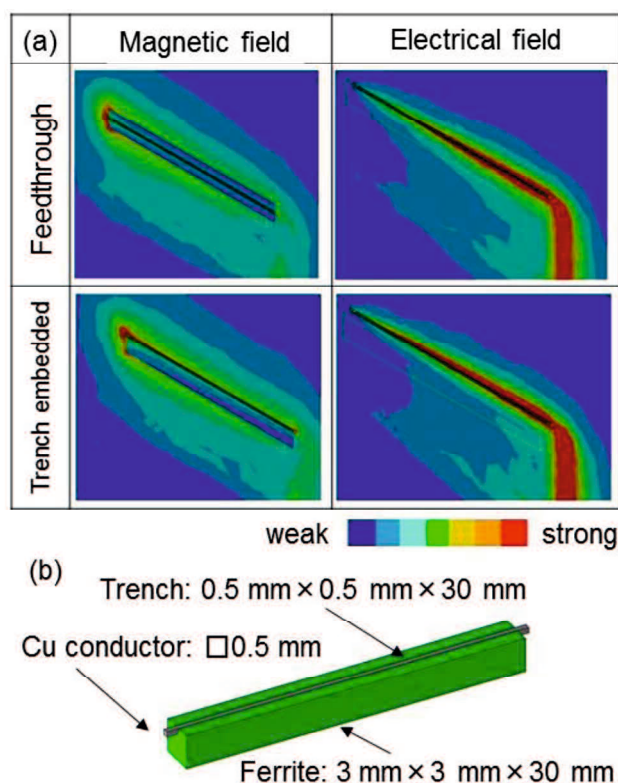 (a)
Magnetic field
Electrical field
Feedthrough
Trench embedded
weak
strong
(b)
Trench: 0.5 mm×0.5 mm×30 mm
Cu conductor: □0.5 mm
Ferrite: 3 mm×3 mm×30 mm